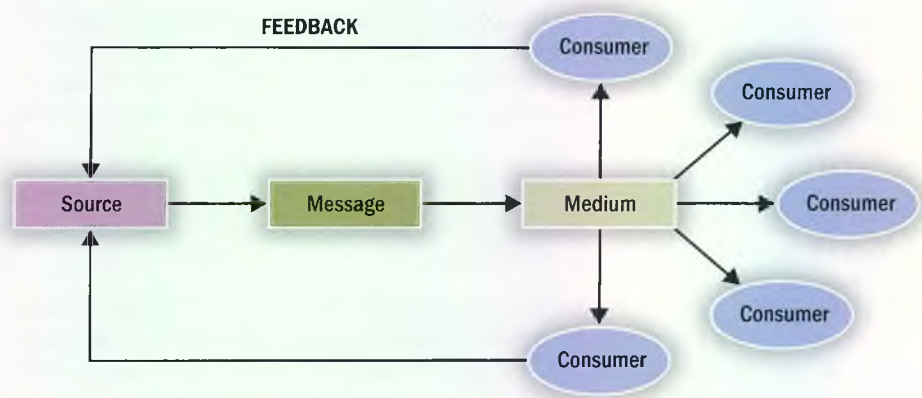 FEEDBACK
Consumer
Consumer
Source
Message
Medium
Consumer
Consumer
Consumer